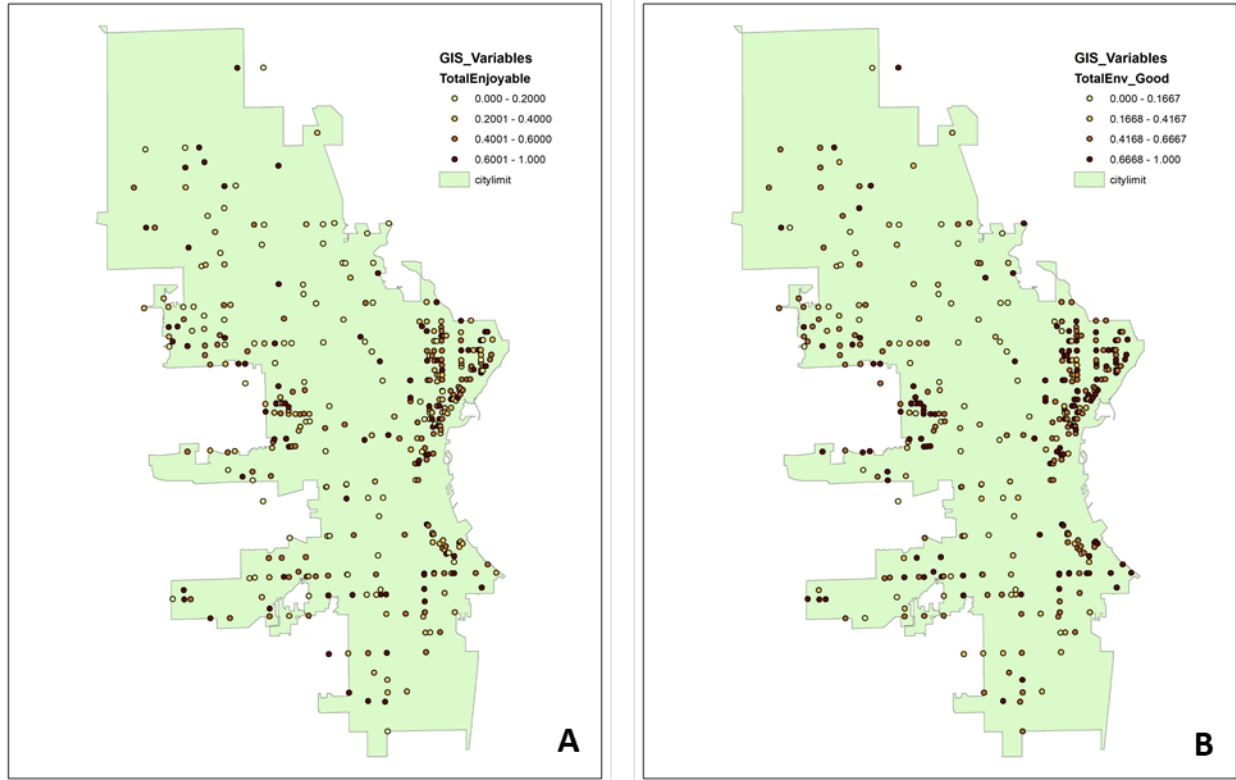 GIS_Variables
TotalEnjoyable
0.000 - 0.2000
0.2001 - 0.4000
0.4001 - 0.6000
0.6001 - 1.000
citylimit
A
GIS_Variables
TotalEnv_Good
0.000 - 0.1667
0.1668 - 0.4167
0.4168 - 0.6667
0.6668 - 1.000
citylimit
B